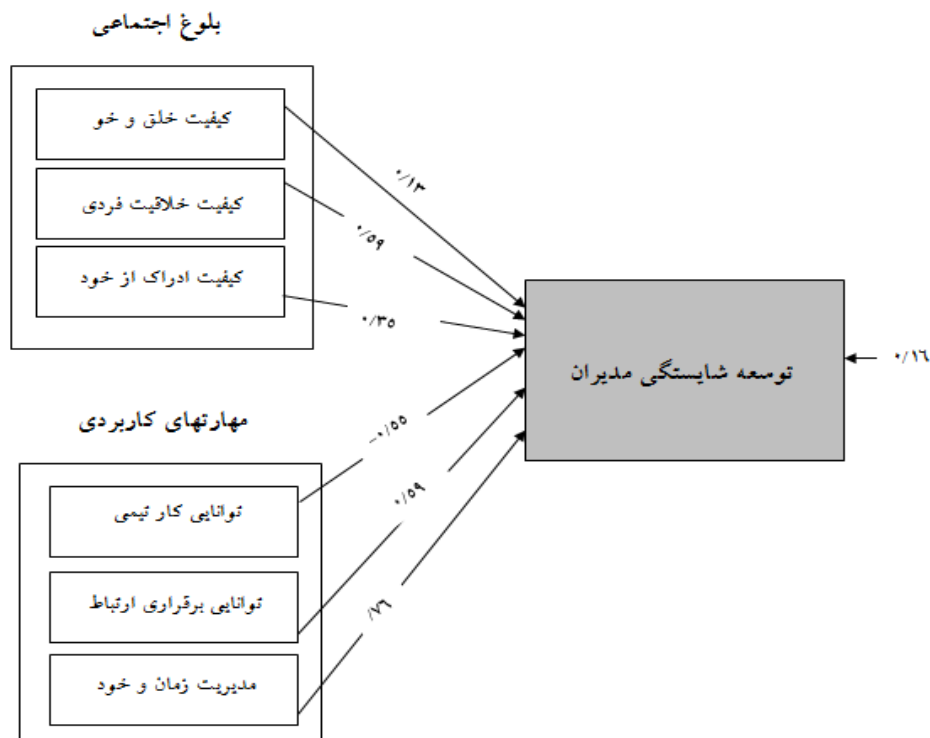 بلوغ اجتماعی
کیفیت خلق و خو
کیفیت خلاقیت فردی
کیفیت ادراک از خود
۰/۱۳
۰/۵۹
۰/۳۵
توسعه شایستگی مدیران
۰/۱۶
مهارتهای کاربردی
توانایی کار تیمی
توانایی برقراری ارتباط
مدیریت زمان و خود
-۰/۵۵
۰/۵۹
/۷۶